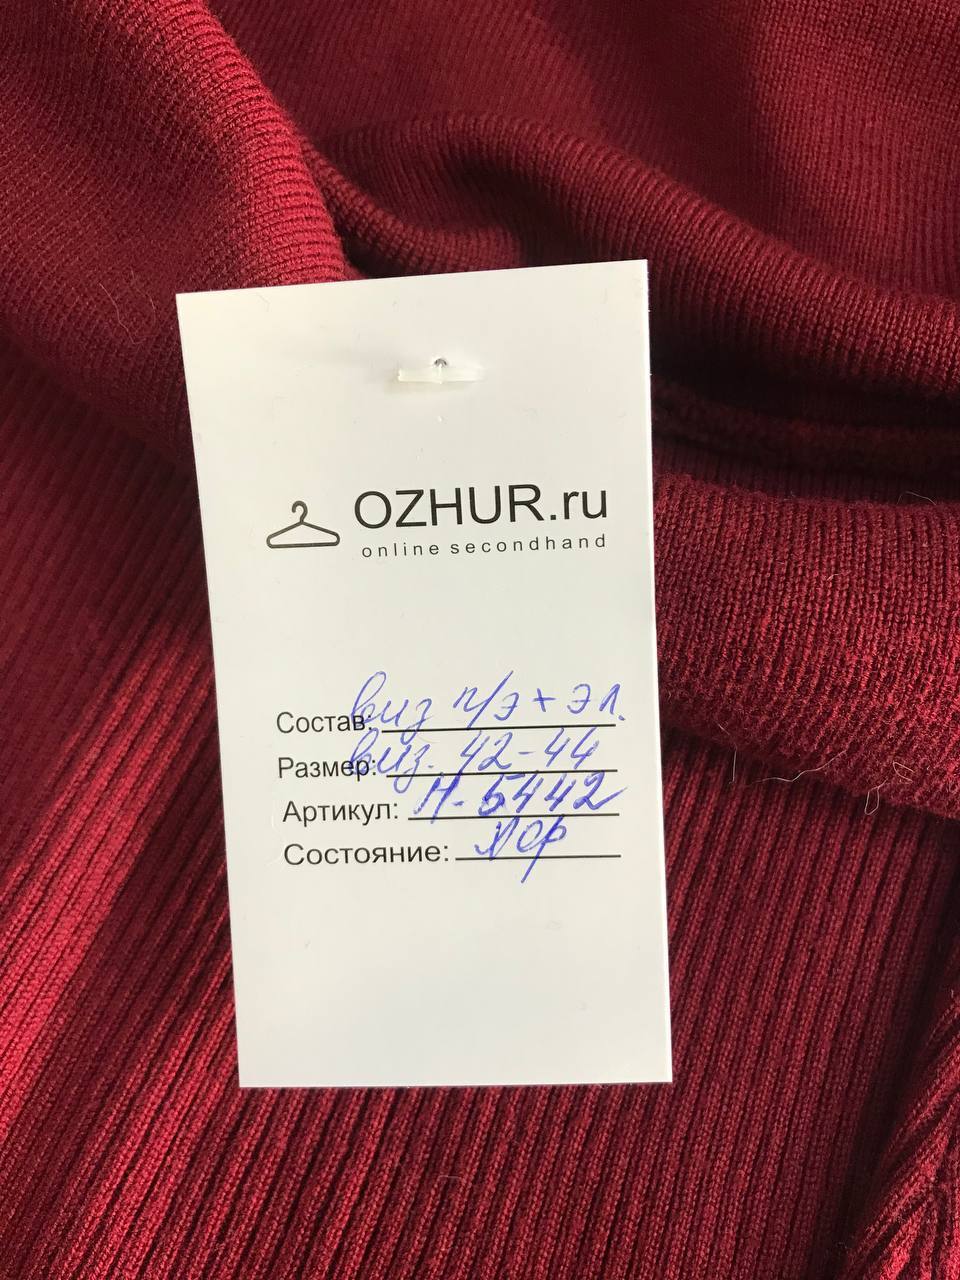 OZHUR.ru
online secondhand
Состав: виз п/э + эл.
Размер: виз. 42-44
Артикул: Н-5442
Состояние: хор